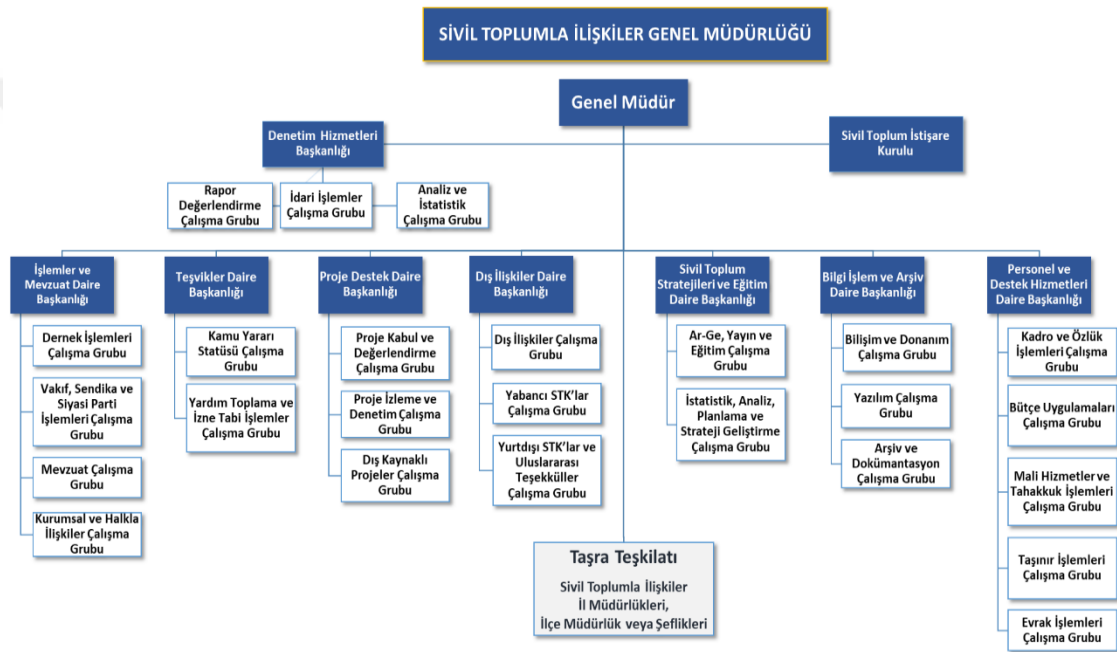 SİVİL TOPLUMLA İLİŞKİLER GENEL MÜDÜRLÜĞÜ
Genel Müdür
Denetim Hizmetleri
Başkanlığı
Sivil Toplum İstişare
Kurulu
Rapor
Değerlendirme
Çalışma Grubu
İdari İşlemler
Çalışma Grubu
Analiz ve
İstatistik
Çalışma Grubu
İşlemler ve
Mevzuat Daire
Başkanlığı
Dernek İşlemleri
Çalışma Grubu
Vakıf, Sendika ve
Siyasi Parti
İşlemleri Çalışma
Grubu
Mevzuat Çalışma
Grubu
Kurumsal ve Halkla
İlişkiler Çalışma
Grubu
Teşvikler Daire
Başkanlığı
Kamu Yararı
Statüsü Çalışma
Grubu
Yardım Toplama ve
İzne Tabi İşlemler
Çalışma Grubu
Proje Destek Daire
Başkanlığı
Proje Kabul ve
Değerlendirme
Çalışma Grubu
Proje İzleme ve
Denetim Çalışma
Grubu
Dış Kaynaklı
Projeler Çalışma
Grubu
Dış İlişkiler Daire
Başkanlığı
Dış İlişkiler Çalışma
Grubu
Yabancı STK'lar
Çalışma Grubu
Yurtdışı STK'lar ve
Uluslararası
Teşekküller
Çalışma Grubu
Sivil Toplum
Stratejileri ve Eğitim
Daire Başkanlığı
Ar-Ge, Yayın ve
Eğitim Çalışma
Grubu
İstatistik, Analiz,
Planlama ve
Strateji Geliştirme
Çalışma Grubu
Bilgi İşlem ve Arşiv
Daire Başkanlığı
Bilişim ve Donanım
Çalışma Grubu
Yazılım Çalışma
Grubu
Arşiv ve
Dokümantasyon
Çalışma Grubu
Personel ve
Destek Hizmetleri
Daire Başkanlığı
Kadro ve Özlük
İşlemleri Çalışma
Grubu
Bütçe Uygulamaları
Çalışma Grubu
Mali Hizmetler ve
Tahakkuk İşlemleri
Çalışma Grubu
Taşınır İşlemleri
Çalışma Grubu
Evrak İşlemleri
Çalışma Grubu
Taşra Teşkilatı
Sivil Toplumla İlişkiler
İl Müdürlükleri,
İlçe Müdürlük veya Şeflikleri